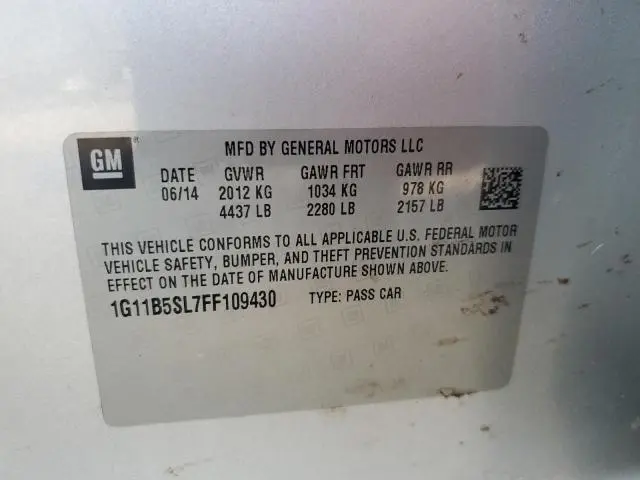 GM ®
MFD BY GENERAL MOTORS LLC
DATE GVWR GAWR FRT GAWR RR
06/14 2012 KG 1034 KG 978 KG
4437 LB 2280 LB 2157 LB
THIS VEHICLE CONFORMS TO ALL APPLICABLE U.S. FEDERAL MOTOR
VEHICLE SAFETY, BUMPER, AND THEFT PREVENTION STANDARDS IN
EFFECT ON THE DATE OF MANUFACTURE SHOWN ABOVE.
1G11B5SL7FF109430 TYPE: PASS CAR